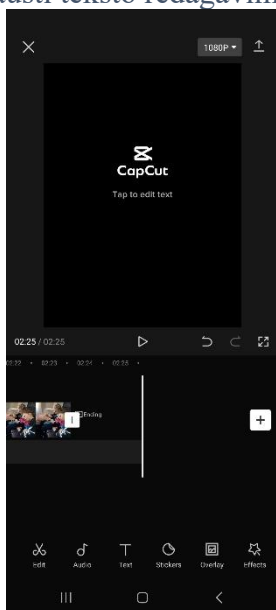 teksto redagavim
1080P
CapCut
Tap to edit text
02:25 / 02:25
02:22 02:23 02:24 02:25
Ending
Edit Audio Text Stickers Overlay Effects